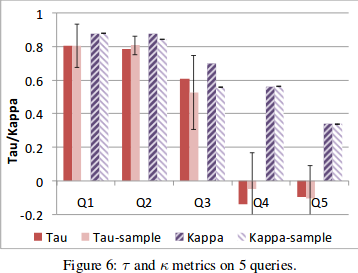 Tau/Kappa
1
0.8
0.6
0.4
0.2
0
-0.2
Q1 Q2 Q3 Q4 Q5
Tau Tau-sample Kappa Kappa-sample
Figure 6: τ and κ metrics on 5 queries.